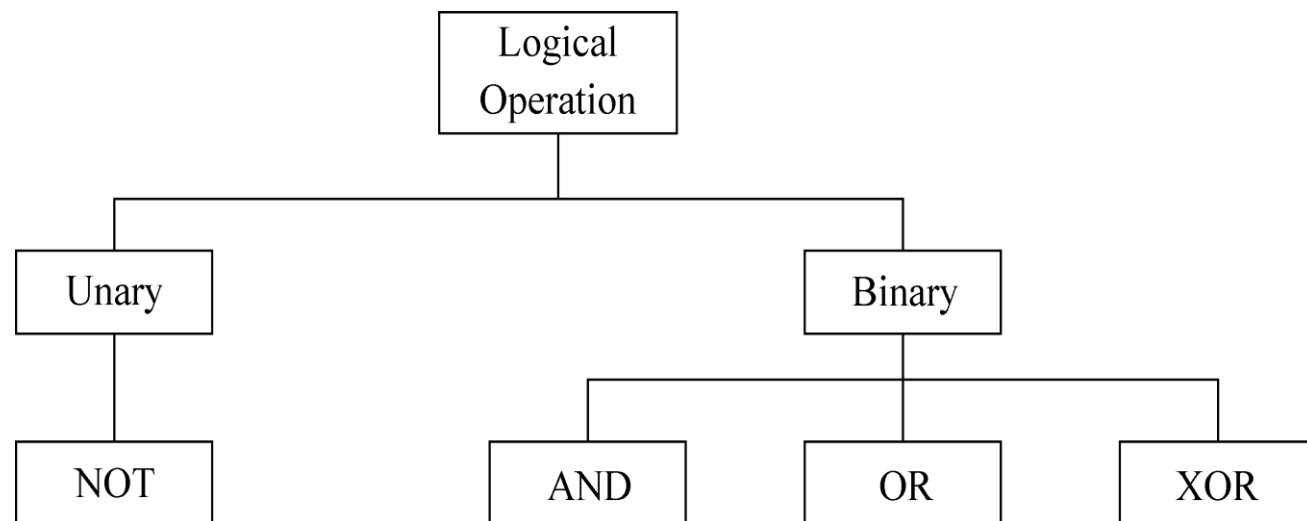 Logical
Operation
Unary
Binary
NOT
AND
OR
XOR